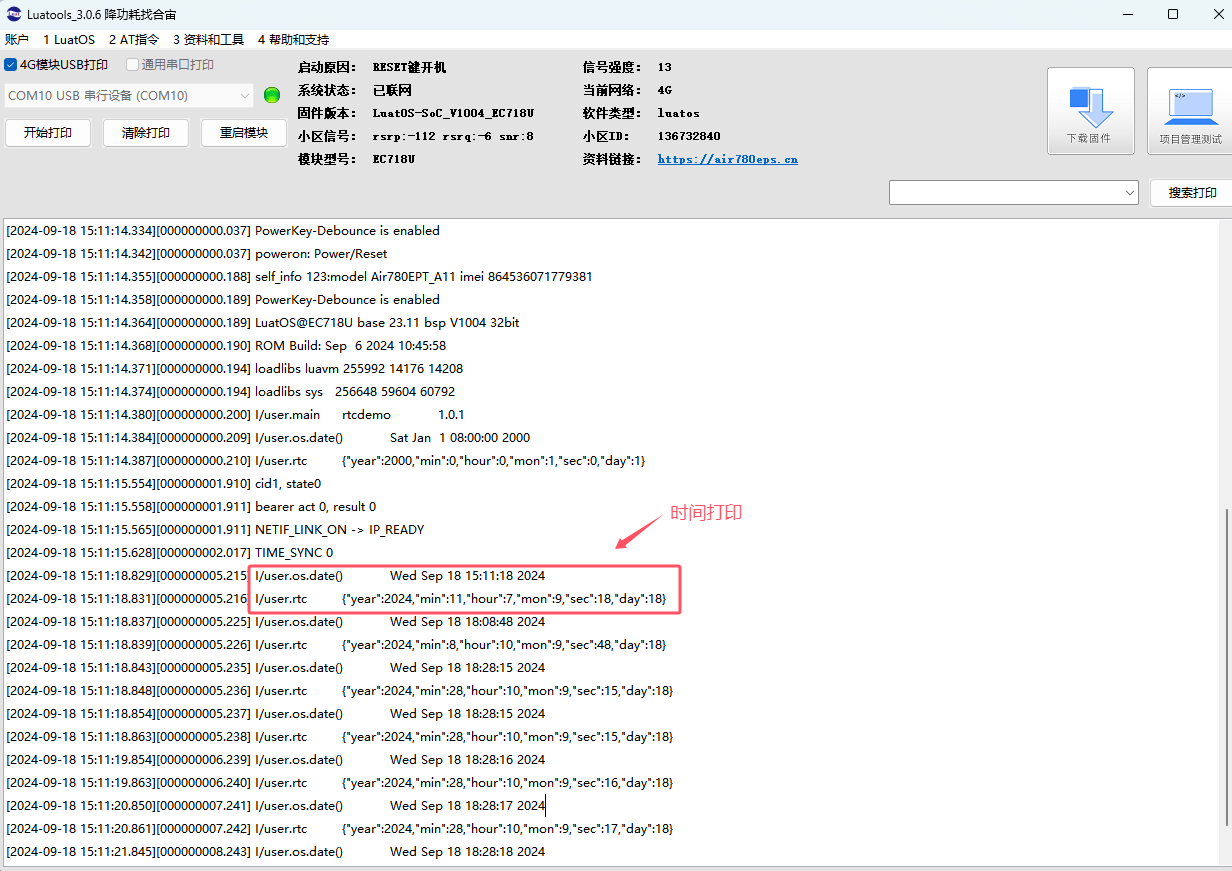 Luatools_3.0.6 降功耗找合宙
账户 1 LuatOS 2 AT指令 3 资料和工具 4 帮助和支持
4G模块USB打印 通用串口打印
COM10 USB 串行设备 (COM10)
开始打印 清除打印 重启模块
启动原因: RESET键开机 信号强度: 13
系统状态: 已联网 当前网络: 4G
固件版本: LuatOS-SoC_V1004_EC718U 软件类型: luatos
小区信号: rsrp:-112 rsrq:-6 snr:8 小区ID: 136732840
模块型号: EC718U 资料链接: https://air780eps.cn
下载固件 项目管理测试
搜索打印
[2024-09-18 15:11:14.334][000000000.037] PowerKey-Debounce is enabled
[2024-09-18 15:11:14.342][000000000.037] poweron: Power/Reset
[2024-09-18 15:11:14.355][000000000.188] self_info 123:model Air780EPT_A11 imei 864536071779381
[2024-09-18 15:11:14.358][000000000.189] PowerKey-Debounce is enabled
[2024-09-18 15:11:14.364][000000000.189] LuatOS@EC718U base 23.11 bsp V1004 32bit
[2024-09-18 15:11:14.368][000000000.190] ROM Build: Sep  6 2024 10:45:58
[2024-09-18 15:11:14.371][000000000.194] loadlibs luavm 255992 14176 14208
[2024-09-18 15:11:14.374][000000000.194] loadlibs sys   256648 59604 60792
[2024-09-18 15:11:14.380][000000000.200] I/user.main rtcdemo 1.0.1
[2024-09-18 15:11:14.384][000000000.209] I/user.os.date() Sat Jan  1 08:00:00 2000
[2024-09-18 15:11:14.387][000000000.210] I/user.rtc {"year":2000,"min":0,"hour":0,"mon":1,"sec":0,"day":1}
[2024-09-18 15:11:15.554][000000001.910] cid1, state0
[2024-09-18 15:11:15.558][000000001.911] bearer act 0, result 0
[2024-09-18 15:11:15.565][000000001.911] NETIF_LINK_ON -> IP_READY
[2024-09-18 15:11:15.628][000000002.017] TIME_SYNC 0
时间打印
[2024-09-18 15:11:18.829][000000005.215] I/user.os.date() Wed Sep 18 15:11:18 2024
[2024-09-18 15:11:18.831][000000005.216] I/user.rtc {"year":2024,"min":11,"hour":7,"mon":9,"sec":18,"day":18}
[2024-09-18 15:11:18.837][000000005.225] I/user.os.date() Wed Sep 18 18:08:48 2024
[2024-09-18 15:11:18.839][000000005.226] I/user.rtc {"year":2024,"min":8,"hour":10,"mon":9,"sec":48,"day":18}
[2024-09-18 15:11:18.843][000000005.235] I/user.os.date() Wed Sep 18 18:28:15 2024
[2024-09-18 15:11:18.848][000000005.236] I/user.rtc {"year":2024,"min":28,"hour":10,"mon":9,"sec":15,"day":18}
[2024-09-18 15:11:18.854][000000005.237] I/user.os.date() Wed Sep 18 18:28:15 2024
[2024-09-18 15:11:18.863][000000005.238] I/user.rtc {"year":2024,"min":28,"hour":10,"mon":9,"sec":15,"day":18}
[2024-09-18 15:11:19.854][000000006.239] I/user.os.date() Wed Sep 18 18:28:16 2024
[2024-09-18 15:11:19.863][000000006.240] I/user.rtc {"year":2024,"min":28,"hour":10,"mon":9,"sec":16,"day":18}
[2024-09-18 15:11:20.850][000000007.241] I/user.os.date() Wed Sep 18 18:28:17 2024
[2024-09-18 15:11:20.861][000000007.242] I/user.rtc {"year":2024,"min":28,"hour":10,"mon":9,"sec":17,"day":18}
[2024-09-18 15:11:21.845][000000008.243] I/user.os.date() Wed Sep 18 18:28:18 2024